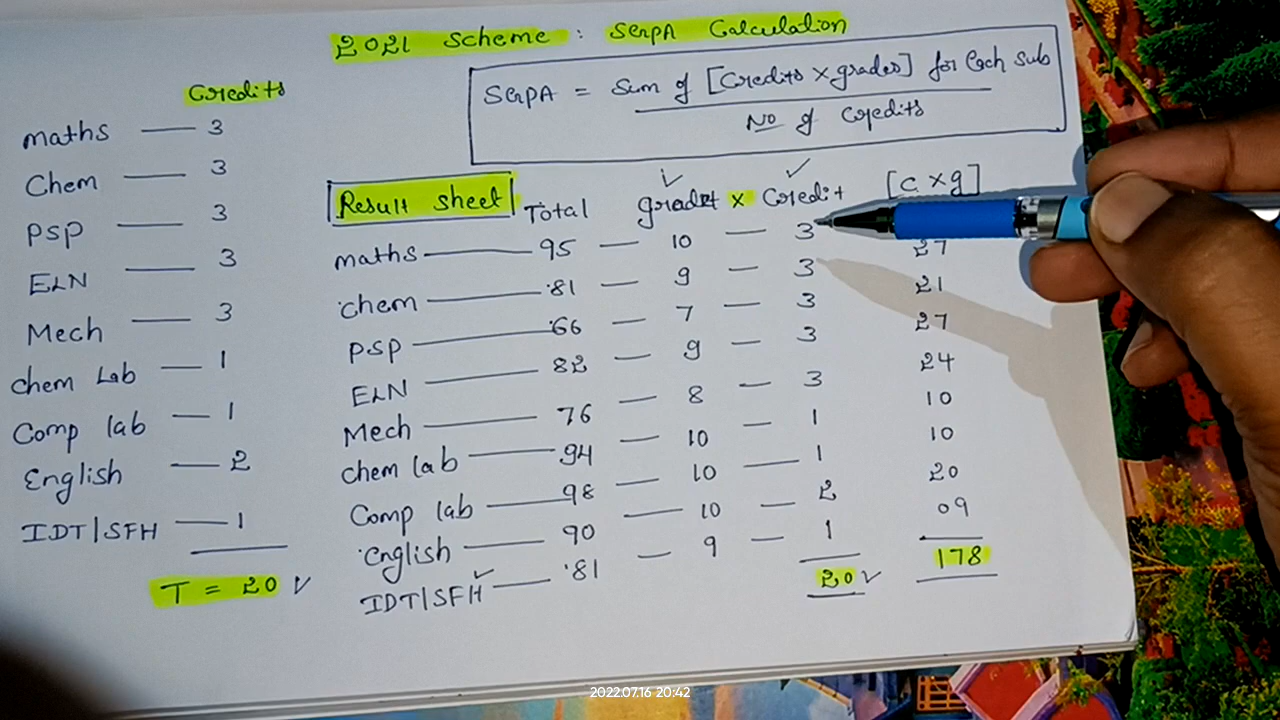 2021 Scheme : SGPA Calculation
SGPA = Sum of [Credits × grades] for Each sub
No of Credits
Credits
maths — 3
Chem — 3
PSP — 3
ELN — 3
Mech — 3
Chem Lab — 1
Comp lab — 1
English — 2
IDT/SFH — 1
T = 20 ✓
Result sheet Total grade × Credit [C × g]
maths — 95 — 10 — 3
chem — 81 — 9 — 3 27
PSP — 66 — 7 — 3 21
ELN — 82 — 9 — 3 27
Mech — 76 — 8 — 3 24
chem lab — 94 — 10 — 1 10
Comp lab — 98 — 10 — 1 10
English — 90 — 10 — 2 20
IDT/SFH — 81 — 9 — 1 09
20 ✓ 178
2022.07.16 20:42